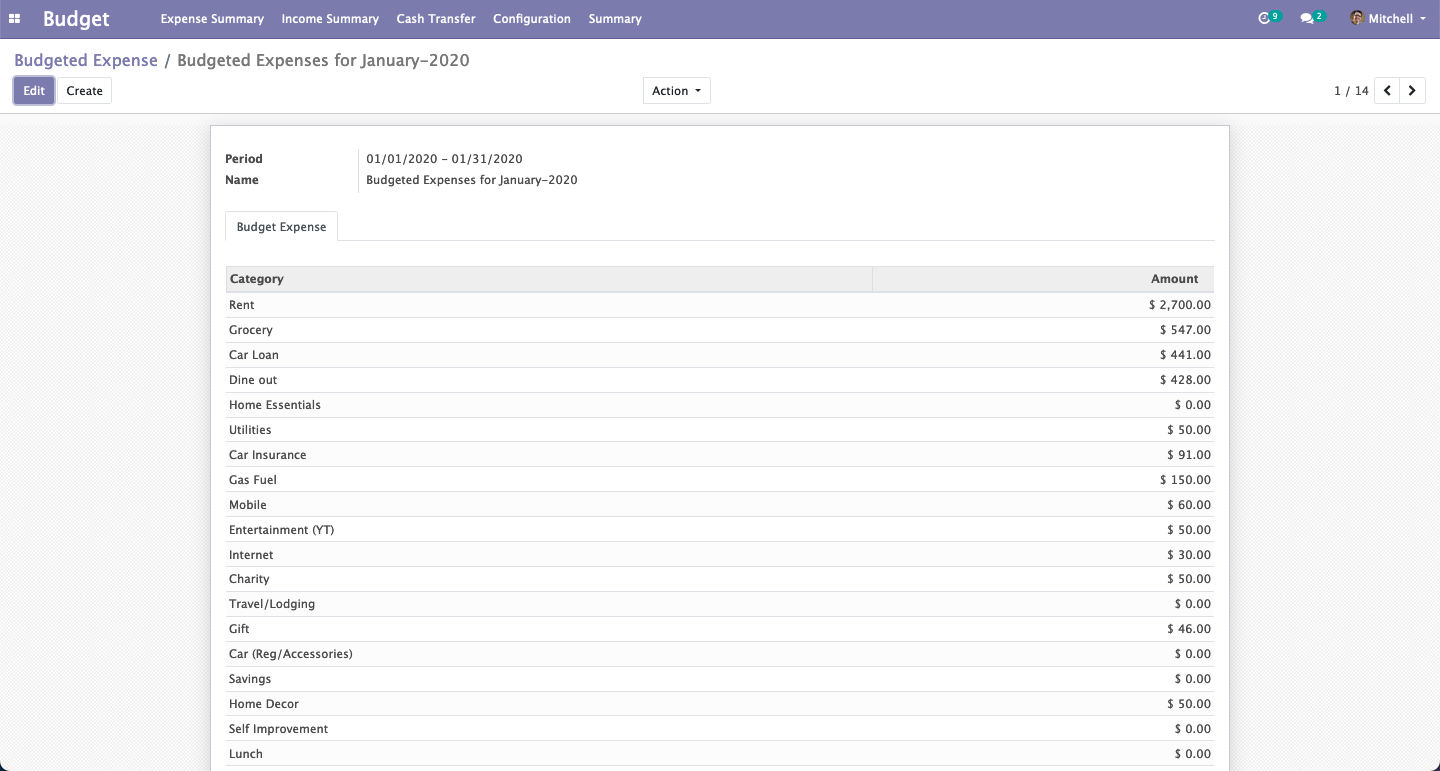 Budget Expense Summary Income Summary Cash Transfer Configuration Summary 9 2 Mitchell
Budgeted Expense / Budgeted Expenses for January-2020
Edit Create Action 1 / 14
Period 01/01/2020 - 01/31/2020
Name Budgeted Expenses for January-2020
Budget Expense
Category Amount
Rent $ 2,700.00
Grocery $ 547.00
Car Loan $ 441.00
Dine out $ 428.00
Home Essentials $ 0.00
Utilities $ 50.00
Car Insurance $ 91.00
Gas Fuel $ 150.00
Mobile $ 60.00
Entertainment (YT) $ 50.00
Internet $ 30.00
Charity $ 50.00
Travel/Lodging $ 0.00
Gift $ 46.00
Car (Reg/Accessories) $ 0.00
Savings $ 0.00
Home Decor $ 50.00
Self Improvement $ 0.00
Lunch $ 0.00